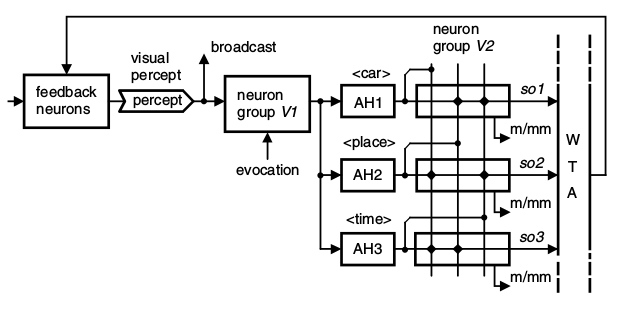 neuron
group V2
broadcast
visual
percept
<car>
feedback
neurons
percept
neuron
group V1
AH1
so1
m/mm
evocation
<place>
AH2
so2
m/mm
<time>
AH3
so3
m/mm
W
T
A